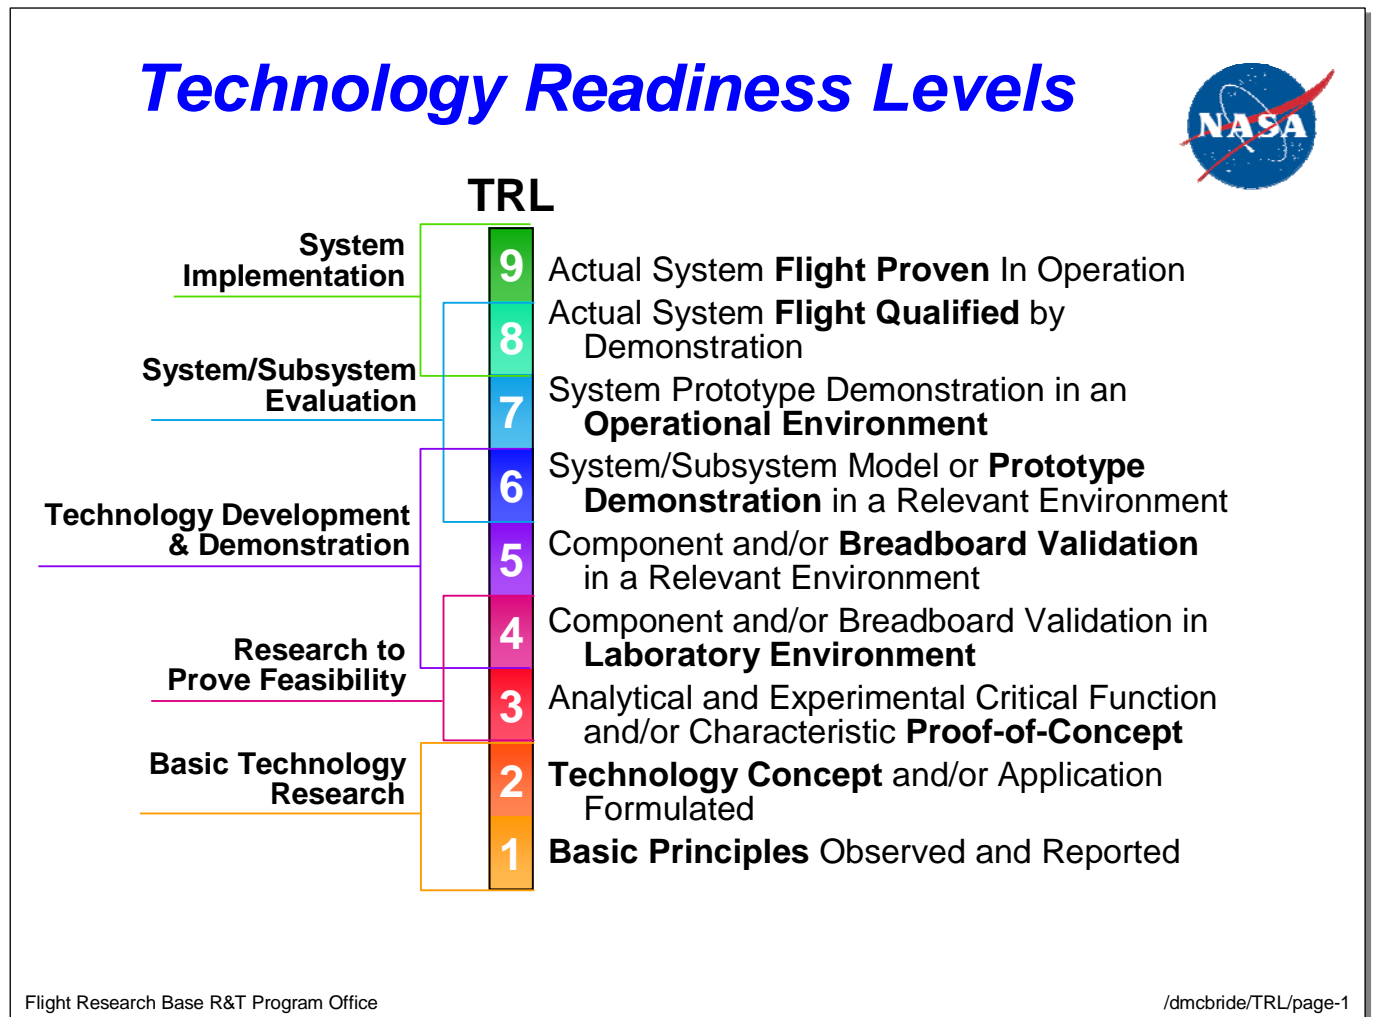 Technology Readiness Levels
NASA
TRL
System
Implementation
System/Subsystem
Evaluation
Technology Development
& Demonstration
Research to
Prove Feasibility
Basic Technology
Research
9
8
7
6
5
4
3
2
1
Actual System Flight Proven In Operation
Actual System Flight Qualified by
Demonstration
System Prototype Demonstration in an
Operational Environment
System/Subsystem Model or Prototype
Demonstration in a Relevant Environment
Component and/or Breadboard Validation
in a Relevant Environment
Component and/or Breadboard Validation in
Laboratory Environment
Analytical and Experimental Critical Function
and/or Characteristic Proof-of-Concept
Technology Concept and/or Application
Formulated
Basic Principles Observed and Reported
Flight Research Base R&T Program Office
/dmcbride/TRL/page-1